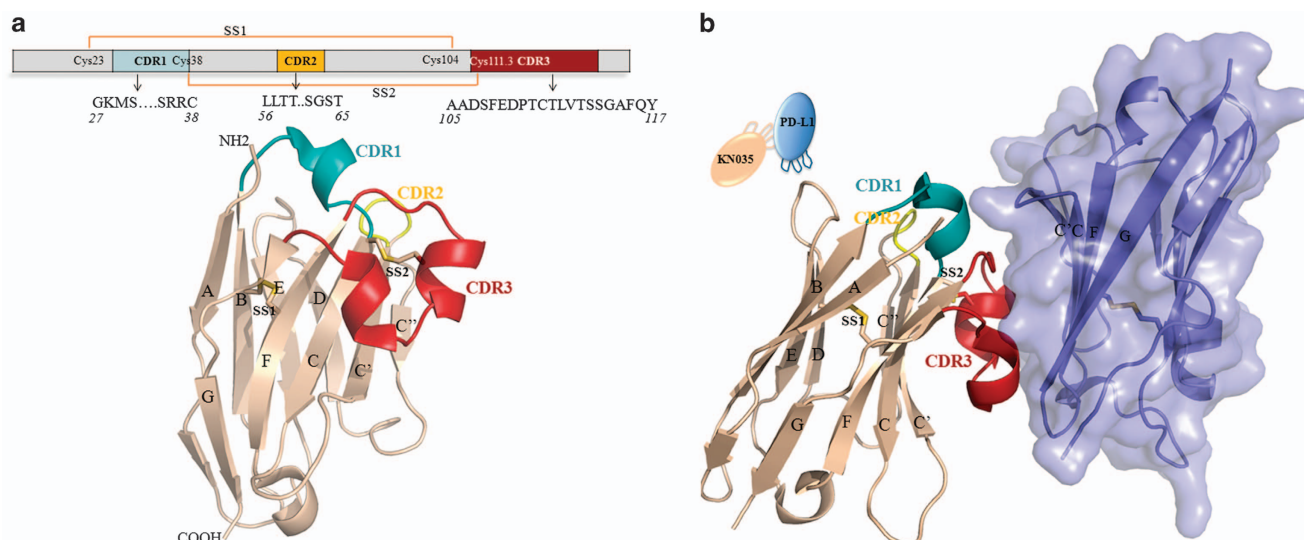 a
SS1
Cys23 CDR1 Cys38 CDR2 Cys104 Cys111.3 CDR3
SS2
GKMS....SRRC LLTT..SGST AADSFEDPTCTLVTSSGAFQY
27 38 56 65 105 117
NH2
CDR1
CDR2
SS2
CDR3
A B E D
SS1
C''
F C C'
G
COOH
b
PD-L1
KN035
CDR1
CDR2
C' C F G
SS2
B A
SS1 C''
E D
CDR3
G F C C'